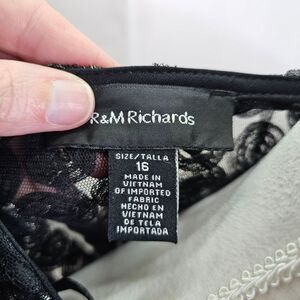 R&M Richards
SIZE/TALLA
16
MADE IN
VIETNAM
OF IMPORTED
FABRIC
HECHO EN
VIETNAM
DE TELA
IMPORTADA